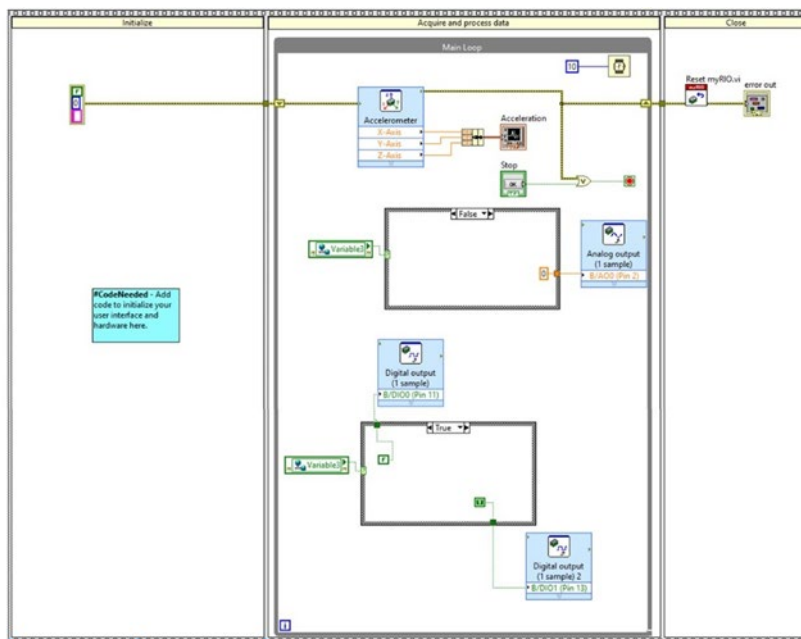 Initialize
Acquire and process data
Close
Main Loop
10
Reset myRIO.vi
error out
myRIO
F
0
Accelerometer
X-Axis
Y-Axis
Z-Axis
Acceleration
Stop
OK
False
Variable3
0
Analog output
(1 sample)
B/AO0 (Pin 2)
#CodeNeeded - Add
code to initialize your
user interface and
hardware here.
Digital output
(1 sample)
B/DIO0 (Pin 11)
True
Variable3
F
Digital output
(1 sample) 2
B/DIO1 (Pin 13)
i